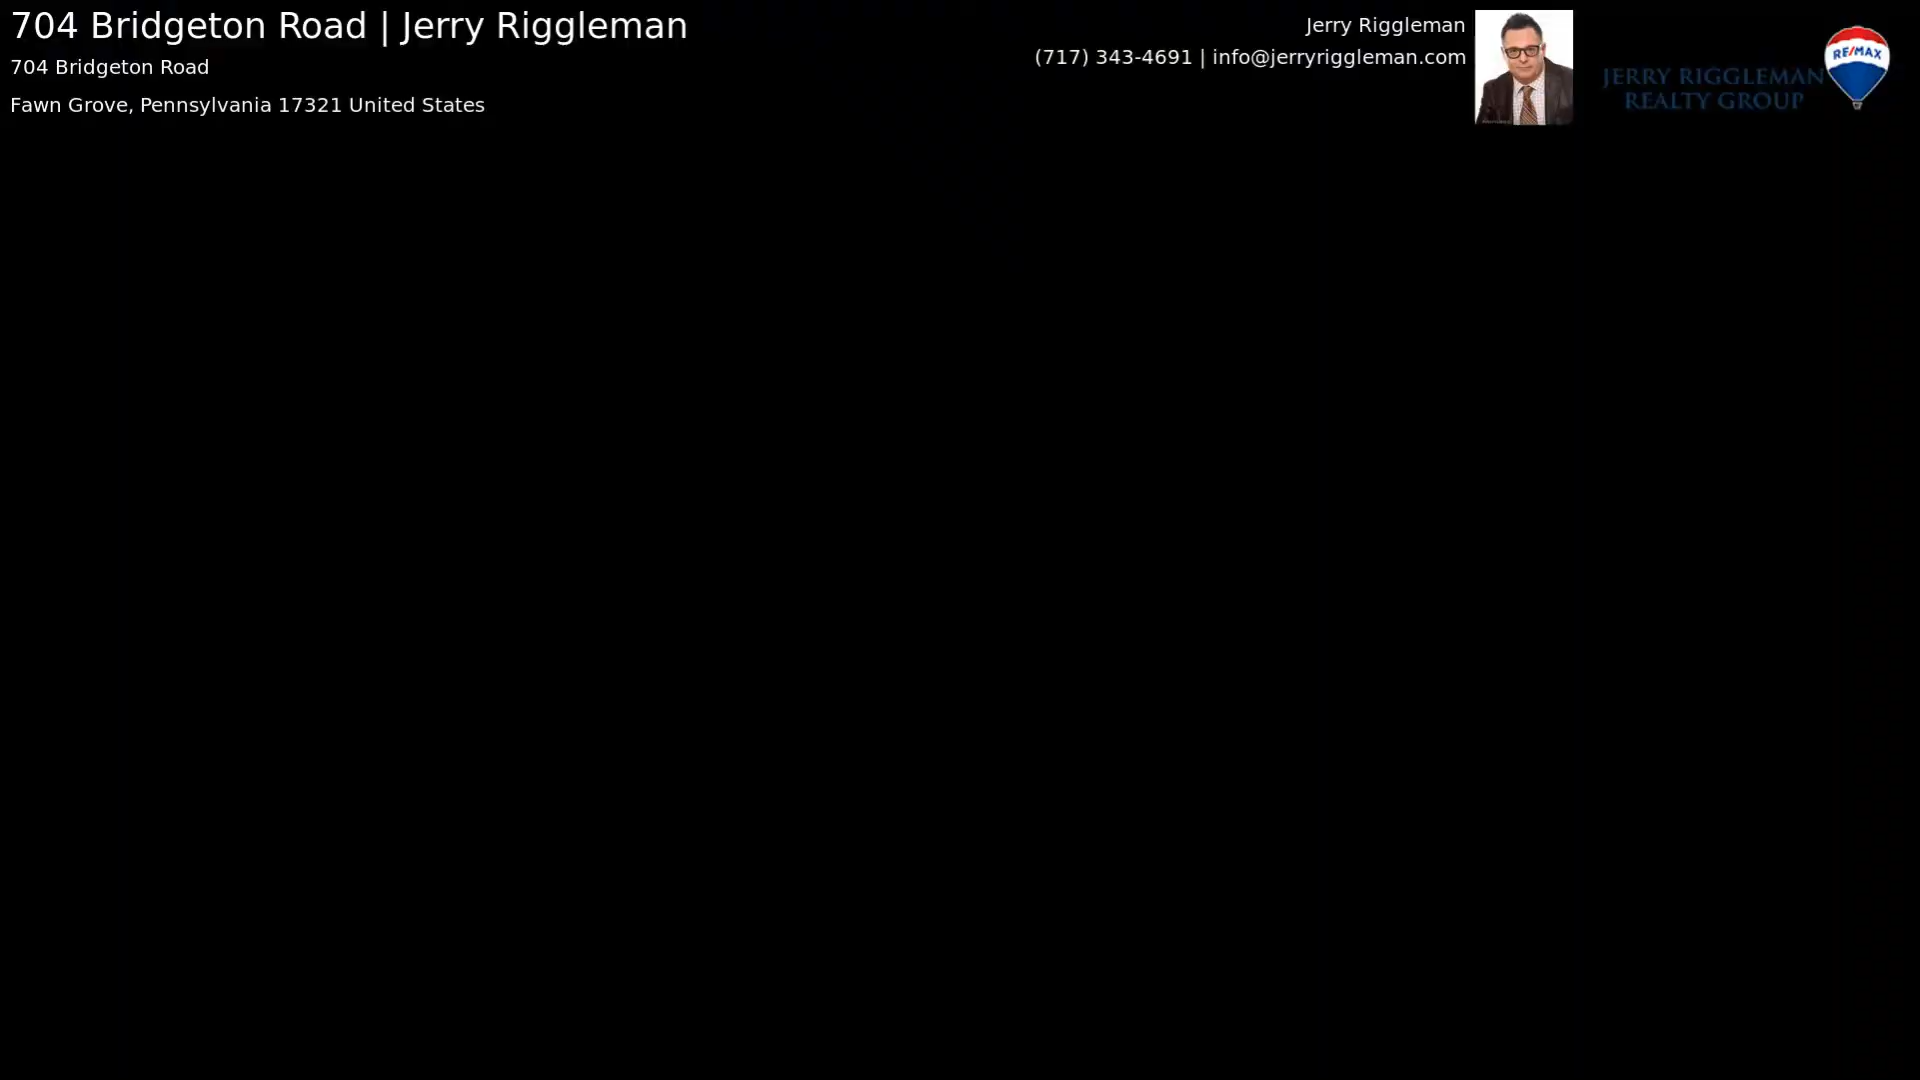 704 Bridgeton Road | Jerry Riggleman
704 Bridgeton Road
Fawn Grove, Pennsylvania 17321 United States
Jerry Riggleman
(717) 343-4691 | info@jerryriggleman.com
JERRY RIGGLEMAN
REALTY GROUP
RE/MAX